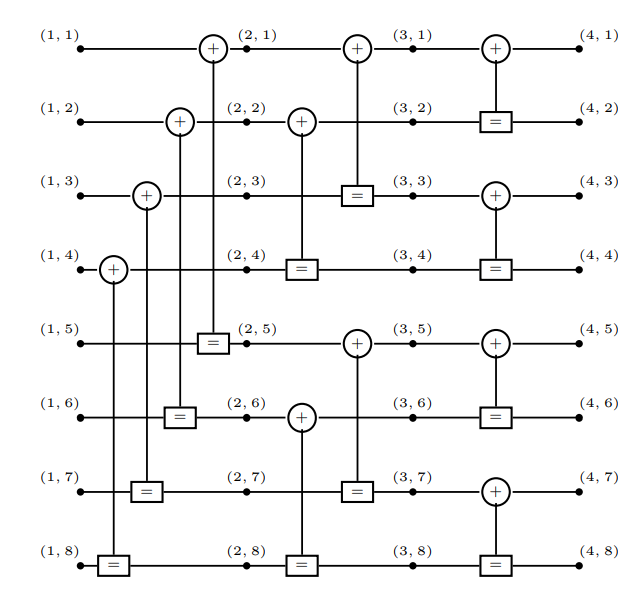 (1, 1) + (2, 1) + (3, 1) + (4, 1)
(1, 2) + (2, 2) + (3, 2) = (4, 2)
(1, 3) + (2, 3) = (3, 3) + (4, 3)
(1, 4) + (2, 4) = (3, 4) = (4, 4)
(1, 5) = (2, 5) + (3, 5) + (4, 5)
(1, 6) = (2, 6) + (3, 6) = (4, 6)
(1, 7) = (2, 7) = (3, 7) + (4, 7)
(1, 8) = (2, 8) = (3, 8) = (4, 8)